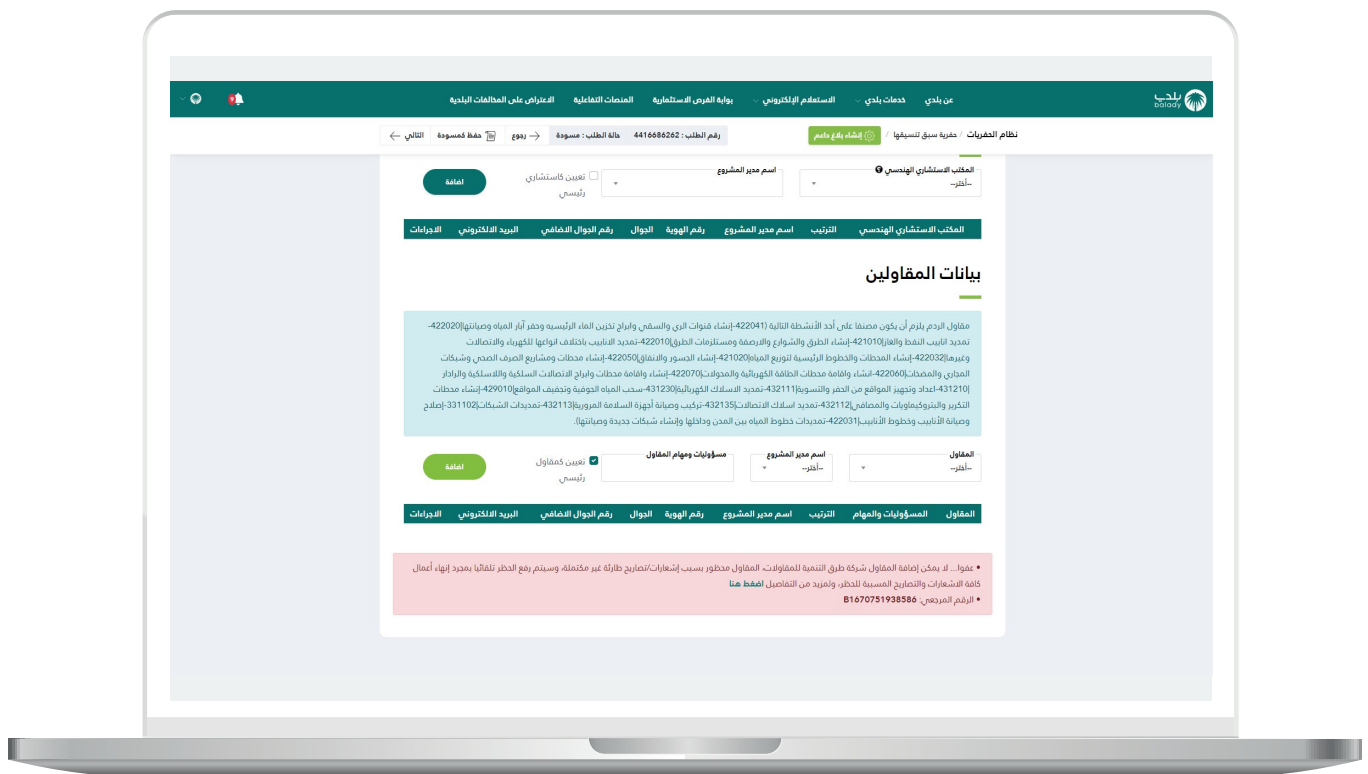 بلدي
balady
عن بلدي
خدمات بلدي
الاستعلام الإلكتروني
بوابة الفرص الاستثمارية
المنصات التفاعلية
الاعتراض على المخالفات البلدية
نظام الحفريات / حفرية سبق تنسيقها /
إنشاء بلاغ داعم
رقم الطلب : 4416686262
حالة الطلب : مسودة
رجوع
حفظ كمسودة
التالي
المكتب الاستشاري الهندسي
--أختر--
اسم مدير المشروع
تعيين كاستشاري
رئيسي
اضافة
المكتب الاستشاري الهندسي الترتيب اسم مدير المشروع رقم الهوية الجوال رقم الجوال الاضافي البريد الالكتروني الاجراءات
بيانات المقاولين
مقاول الردم يلزم أن يكون مصنفا على أحد الأنشطة التالية (422041-إنشاء قنوات الري والسقي وابراج تخزين الماء الرئيسيه وحفر آبار المياه وصيانتها|422020-
تمديد انابيب النفط والغاز|421010-إنشاء الطرق والشوارع والارصفة ومستلزمات الطرق|422010-تمديد الانابيب باختلاف انواعها للكهرباء والاتصالات
وغيرها|422032-إنشاء المحطات والخطوط الرئيسية لتوزيع المياه|421020-إنشاء الجسور والانفاق|422050-إنشاء محطات ومشاريع الصرف الصحي وشبكات
المجاري والمضخات|422060-انشاء واقامة محطات الطاقة الكهربائية والمحولات|422070-إنشاء واقامة محطات وابراج الاتصالات السلكية واللاسلكية والرادار
|431210-اعداد وتجهيز المواقع من الحفر والتسوية|432111-تمديد الاسلاك الكهربائية|431230-سحب المياه الجوفية وتجفيف المواقع|429010-إنشاء محطات
التكرير والبتروكيماويات والمصافي|432112-تمديد اسلاك الاتصالات|432135-تركيب وصيانة أجهزة السلامة المرورية|432113-تمديدات الشبكات|331102-إصلاح
وصيانة الأنابيب وخطوط الأنابيب|422031-تمديدات خطوط المياه بين المدن وداخلها وإنشاء شبكات جديدة وصيانتها).
المقاول
--أختر--
اسم مدير المشروع
--أختر--
مسؤوليات ومهام المقاول
تعيين كمقاول
رئيسي
اضافة
المقاول المسؤوليات والمهام الترتيب اسم مدير المشروع رقم الهوية الجوال رقم الجوال الاضافي البريد الالكتروني الاجراءات
• عفوا... لا يمكن إضافة المقاول شركة طرق التنمية للمقاولات، المقاول محظور بسبب إشعارات/تصاريح طارئة غير مكتملة، وسيتم رفع الحظر تلقائيا بمجرد إنهاء أعمال
كافة الاشعارات والتصاريح المسببة للحظر، ولمزيد من التفاصيل اضغط هنا
• الرقم المرجعي: B1670751938586